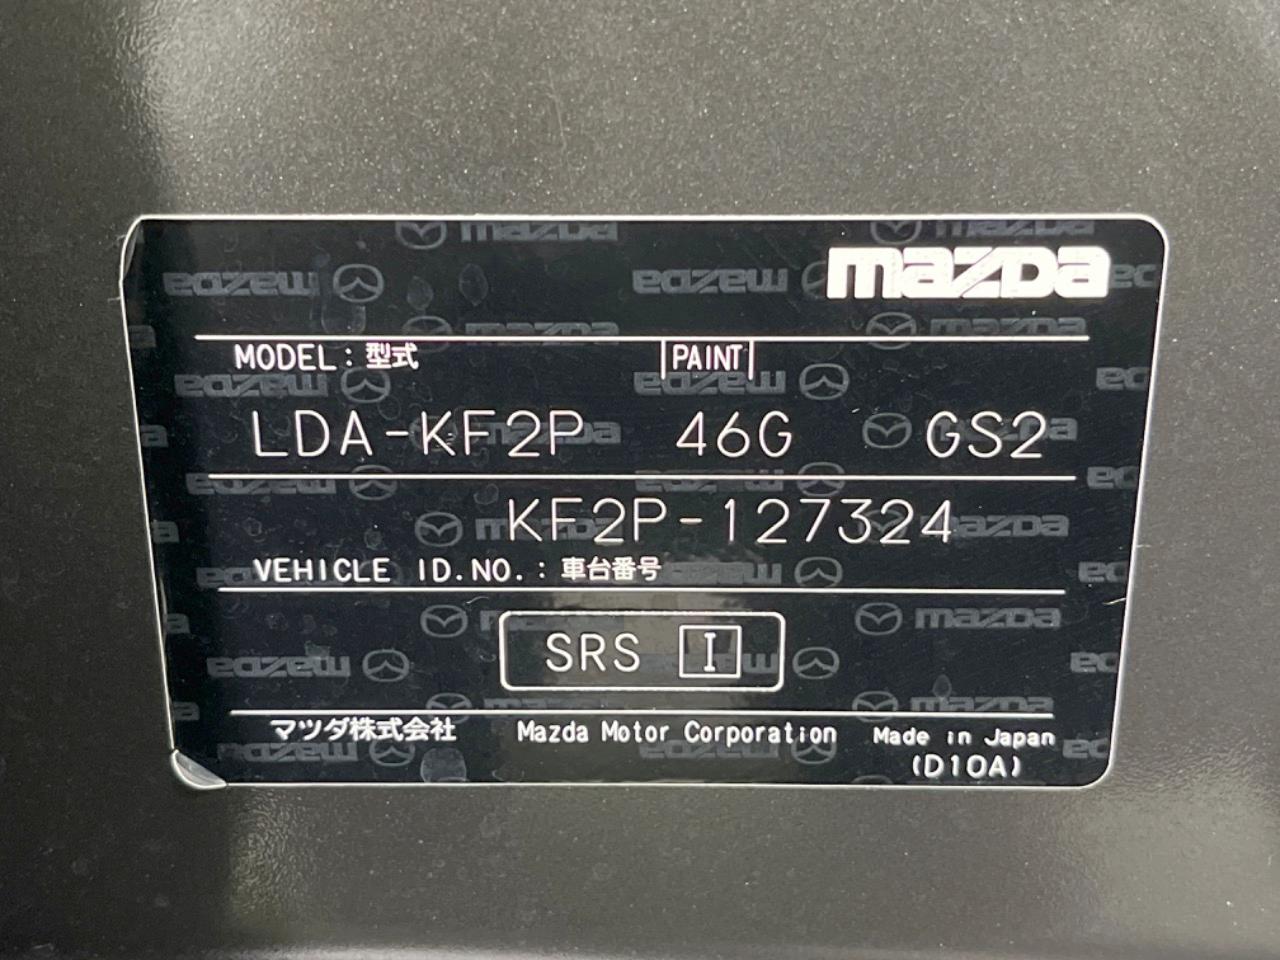 mazda
MODEL : 型式 PAINT
LDA-KF2P 46G GS2
KF2P-127324
VEHICLE ID.NO. : 車台番号
SRS I
マツダ株式会社 Mazda Motor Corporation Made in Japan
(D10A)